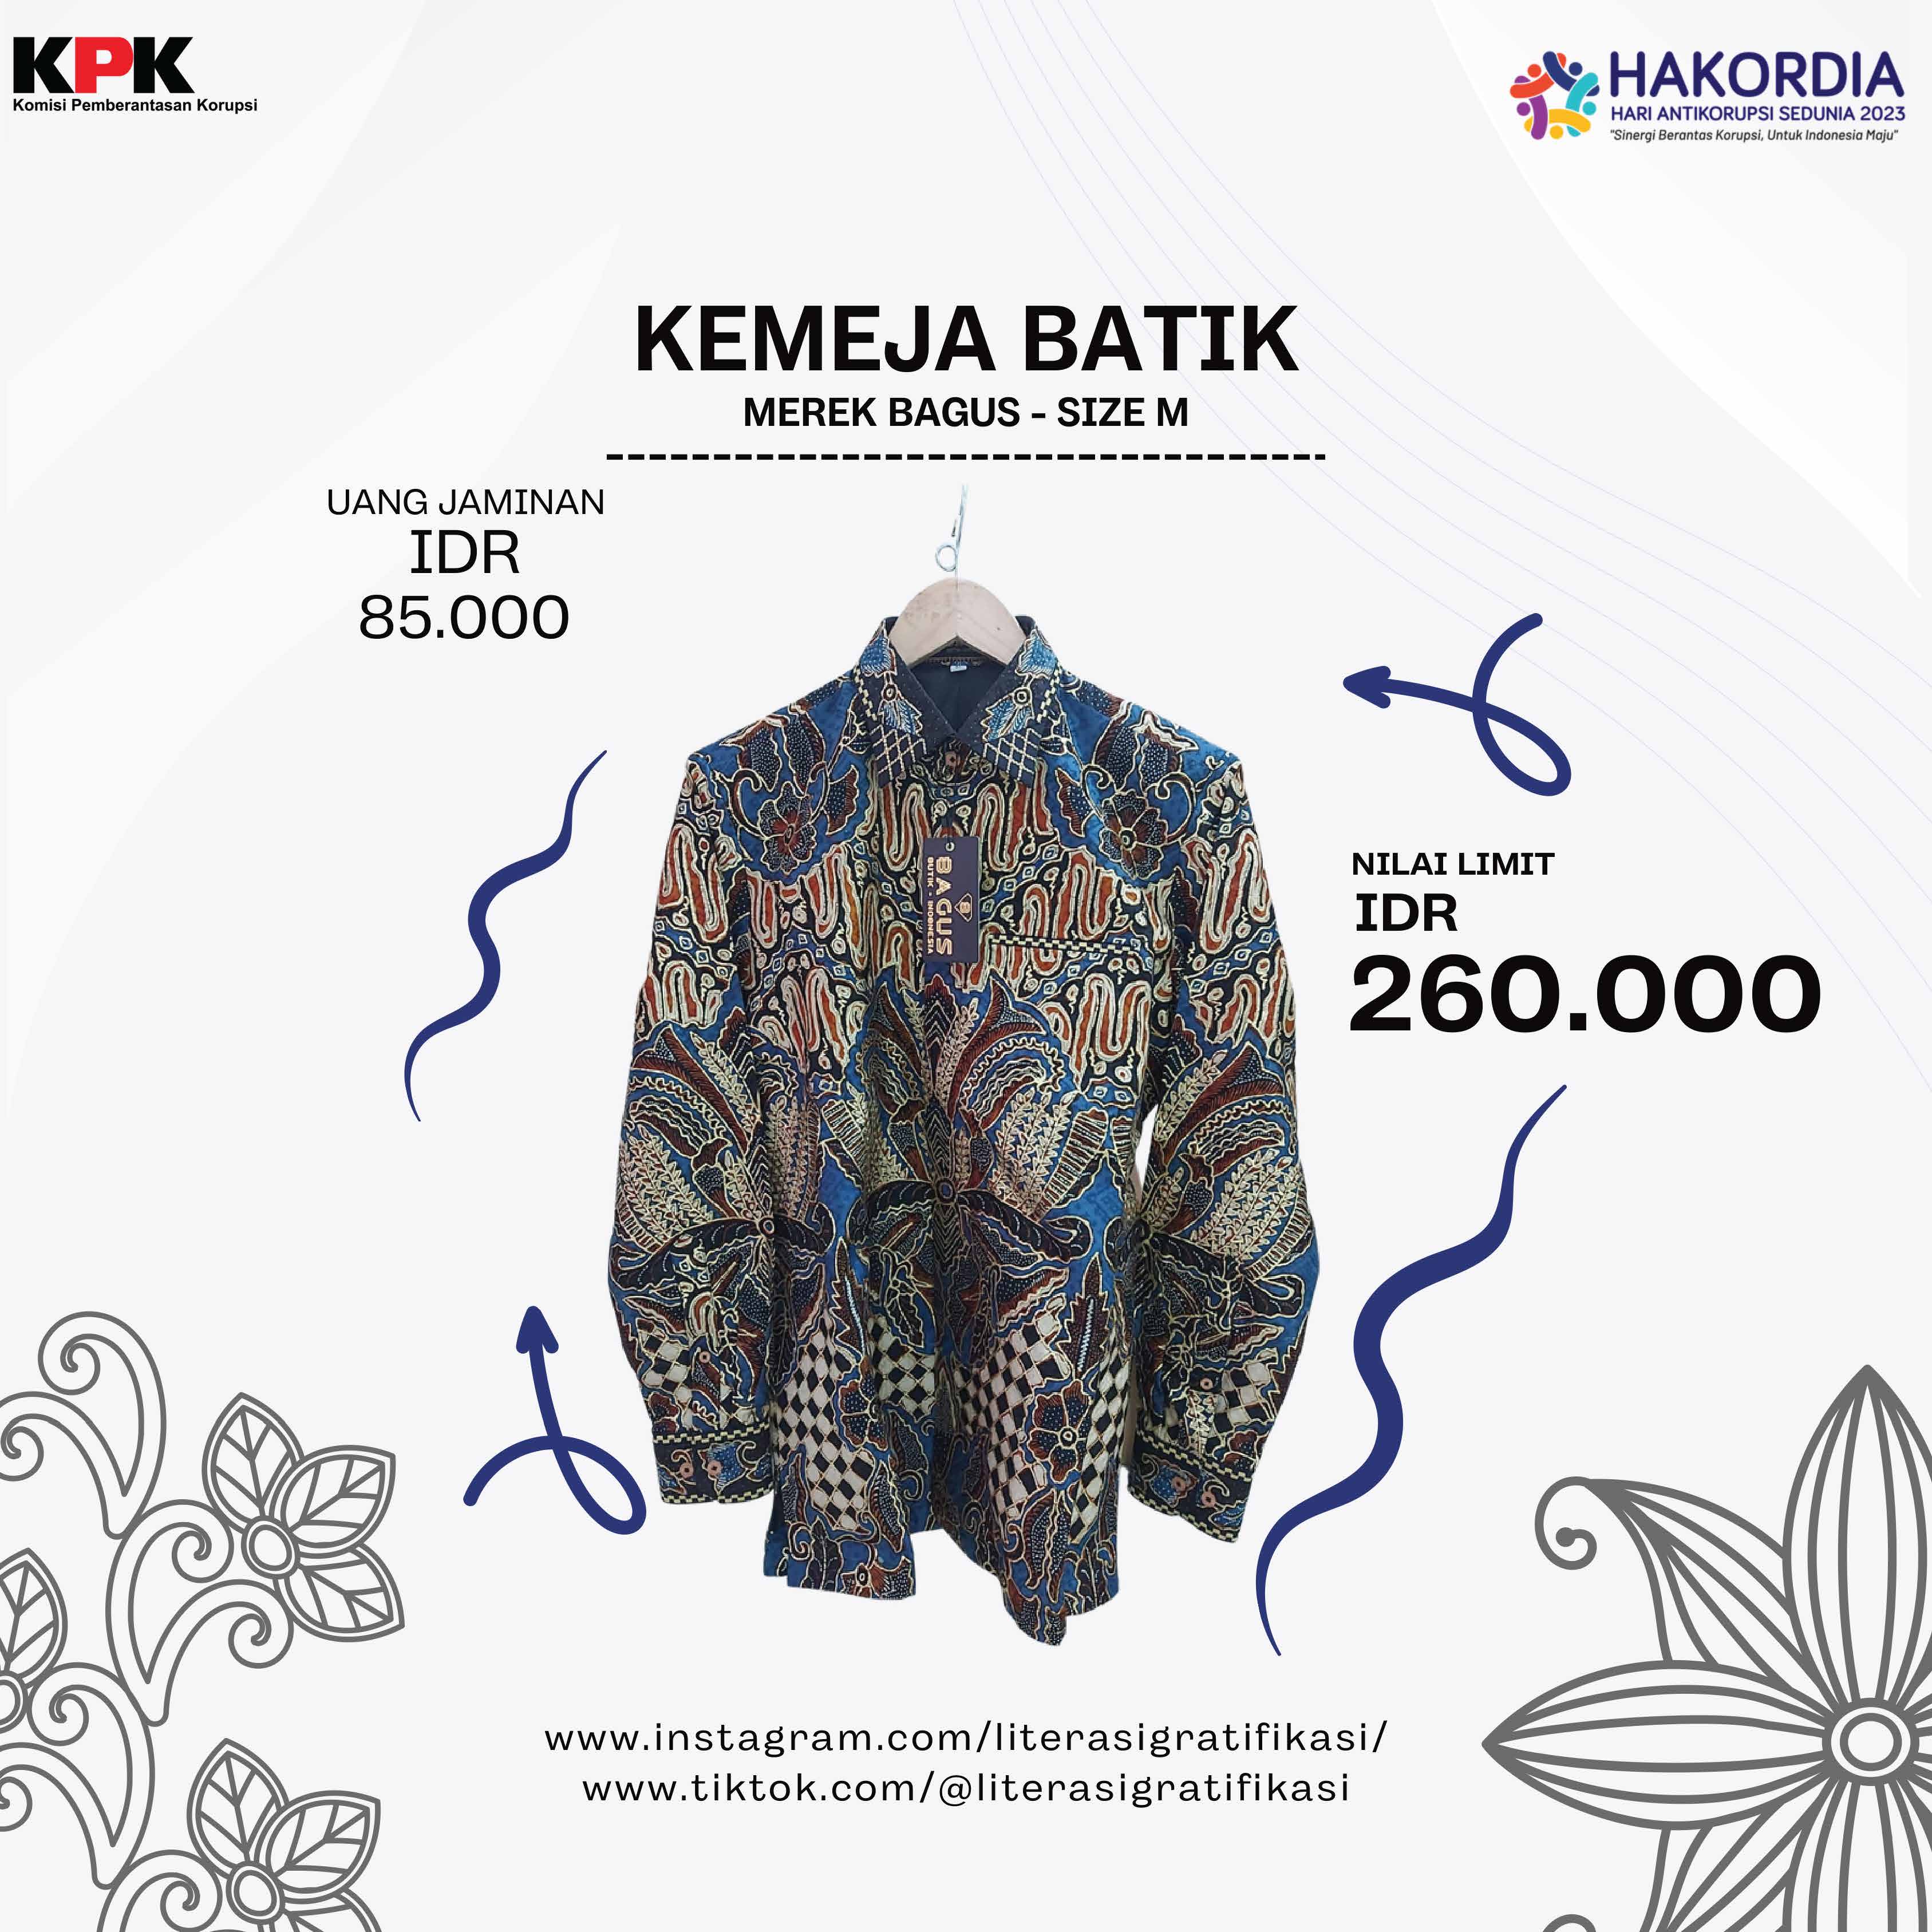 KPK
Komisi Pemberantasan Korupsi
HAKORDIA
HARI ANTIKORUPSI SEDUNIA 2023
"Sinergi Berantas Korupsi, Untuk Indonesia Maju"
KEMEJA BATIK
MEREK BAGUS - SIZE M
UANG JAMINAN
IDR
85.000
BAGUS
BUTIK - INDONESIA
NILAI LIMIT
IDR
260.000
www.instagram.com/literasigratifikasi/
www.tiktok.com/@literasigratifikasi